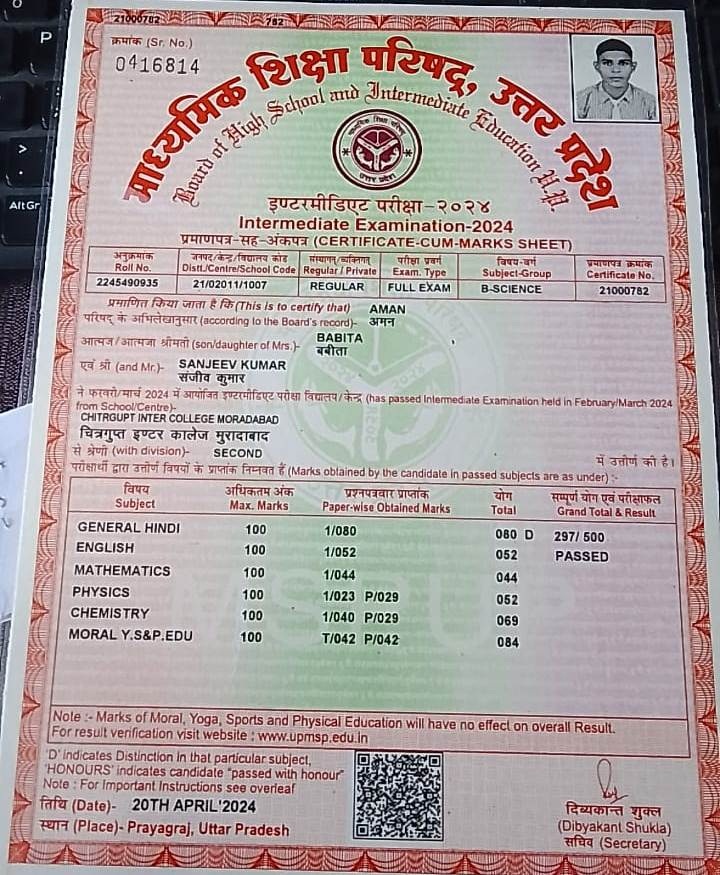 21000782 782
क्रमांक (Sr. No.)
0416814
माध्यमिक शिक्षा परिषद्, उत्तर प्रदेश
Board of High School and Intermediate Education U.P.
इण्टरमीडिएट परीक्षा-२०२४
Intermediate Examination-2024
प्रमाणपत्र-सह-अंकपत्र (CERTIFICATE-CUM-MARKS SHEET)
अनुक्रमांक जनपद/केन्द्र/विद्यालय कोड संस्थागत/व्यक्तिगत परीक्षा प्रवर्ग विषय-वर्ग प्रमाणपत्र क्रमांक
Roll No. Distt./Centre/School Code Regular / Private Exam. Type Subject-Group Certificate No.
2245490935 21/02011/1007 REGULAR FULL EXAM B-SCIENCE 21000782
प्रमाणित किया जाता है कि (This is to certify that) AMAN
परिषद् के अभिलेखानुसार (according to the Board's record)- अमन
आत्मज/आत्मजा श्रीमती (son/daughter of Mrs.)- BABITA
बबीता
एवं श्री (and Mr.)- SANJEEV KUMAR
संजीव कुमार
ने फरवरी/मार्च 2024 में आयोजित इण्टरमीडिएट परीक्षा विद्यालय/केन्द्र (has passed Intermediate Examination held in February/March 2024
from School/Centre)-
CHITRGUPT INTER COLLEGE MORADABAD
चित्रगुप्त इण्टर कालेज मुरादाबाद
से श्रेणी (with division)- SECOND में उत्तीर्ण की है।
परीक्षार्थी द्वारा उत्तीर्ण विषयों के प्राप्तांक निम्नवत हैं (Marks obtained by the candidate in passed subjects are as under) :-
विषय अधिकतम अंक प्रश्नपत्रवार प्राप्तांक योग सम्पूर्ण योग एवं परीक्षाफल
Subject Max. Marks Paper-wise Obtained Marks Total Grand Total & Result
GENERAL HINDI 100 1/080 080 D 297/ 500
ENGLISH 100 1/052 052 PASSED
MATHEMATICS 100 1/044 044
PHYSICS 100 1/023 P/029 052
CHEMISTRY 100 1/040 P/029 069
MORAL Y.S&P.EDU 100 T/042 P/042 084
Note :- Marks of Moral, Yoga, Sports and Physical Education will have no effect on overall Result.
For result verification visit website : www.upmsp.edu.in
'D' indicates Distinction in that particular subject,
'HONOURS' indicates candidate "passed with honour"
Note : For Important Instructions see overleaf
तिथि (Date)- 20TH APRIL'2024
स्थान (Place)- Prayagraj, Uttar Pradesh
दिव्यकान्त शुक्ल
(Dibyakant Shukla)
सचिव (Secretary)
P
>
.
AltGr